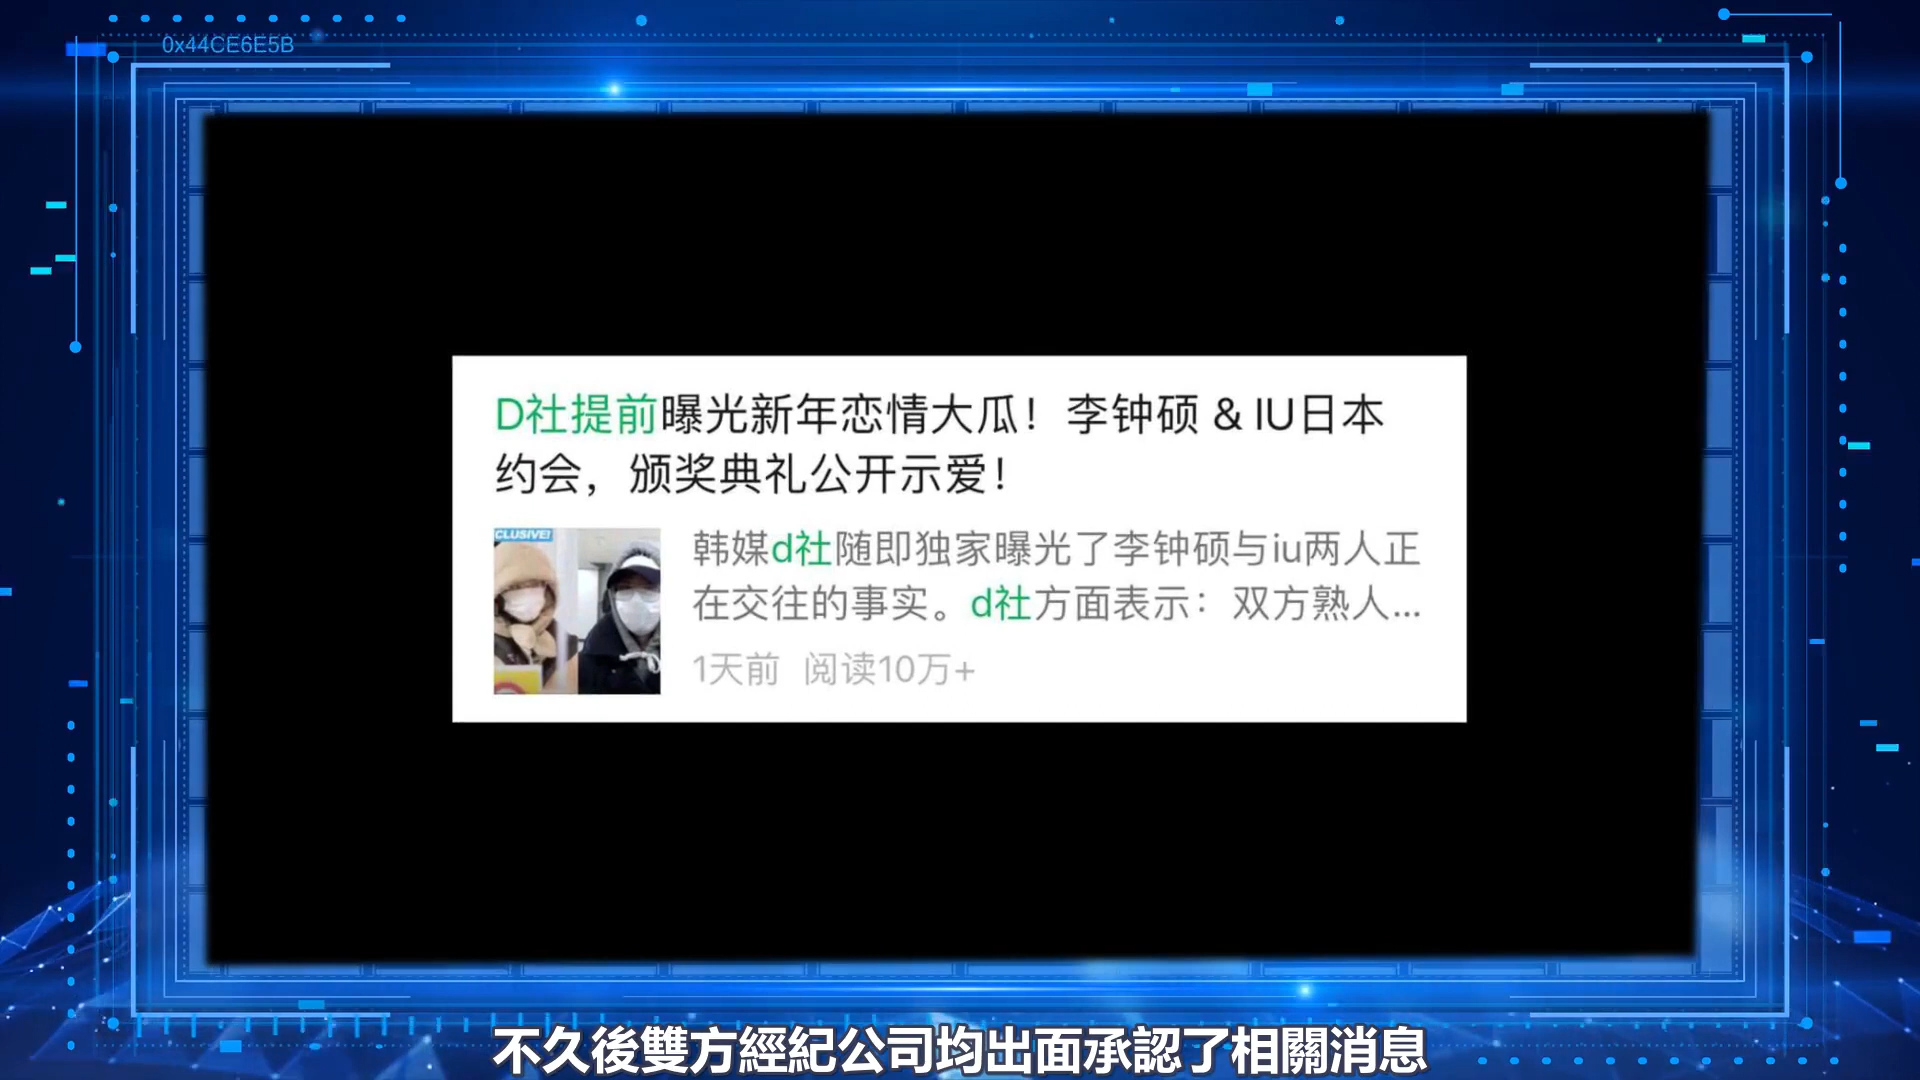 0x44CE6E5B
D社提前曝光新年恋情大瓜！李钟硕 & IU日本
约会，颁奖典礼公开示爱！
CLUSIVE!
韩媒d社随即独家曝光了李钟硕与iu两人正
在交往的事实。d社方面表示：双方熟人...
1天前 阅读10万+
不久後雙方經紀公司均出面承認了相關消息